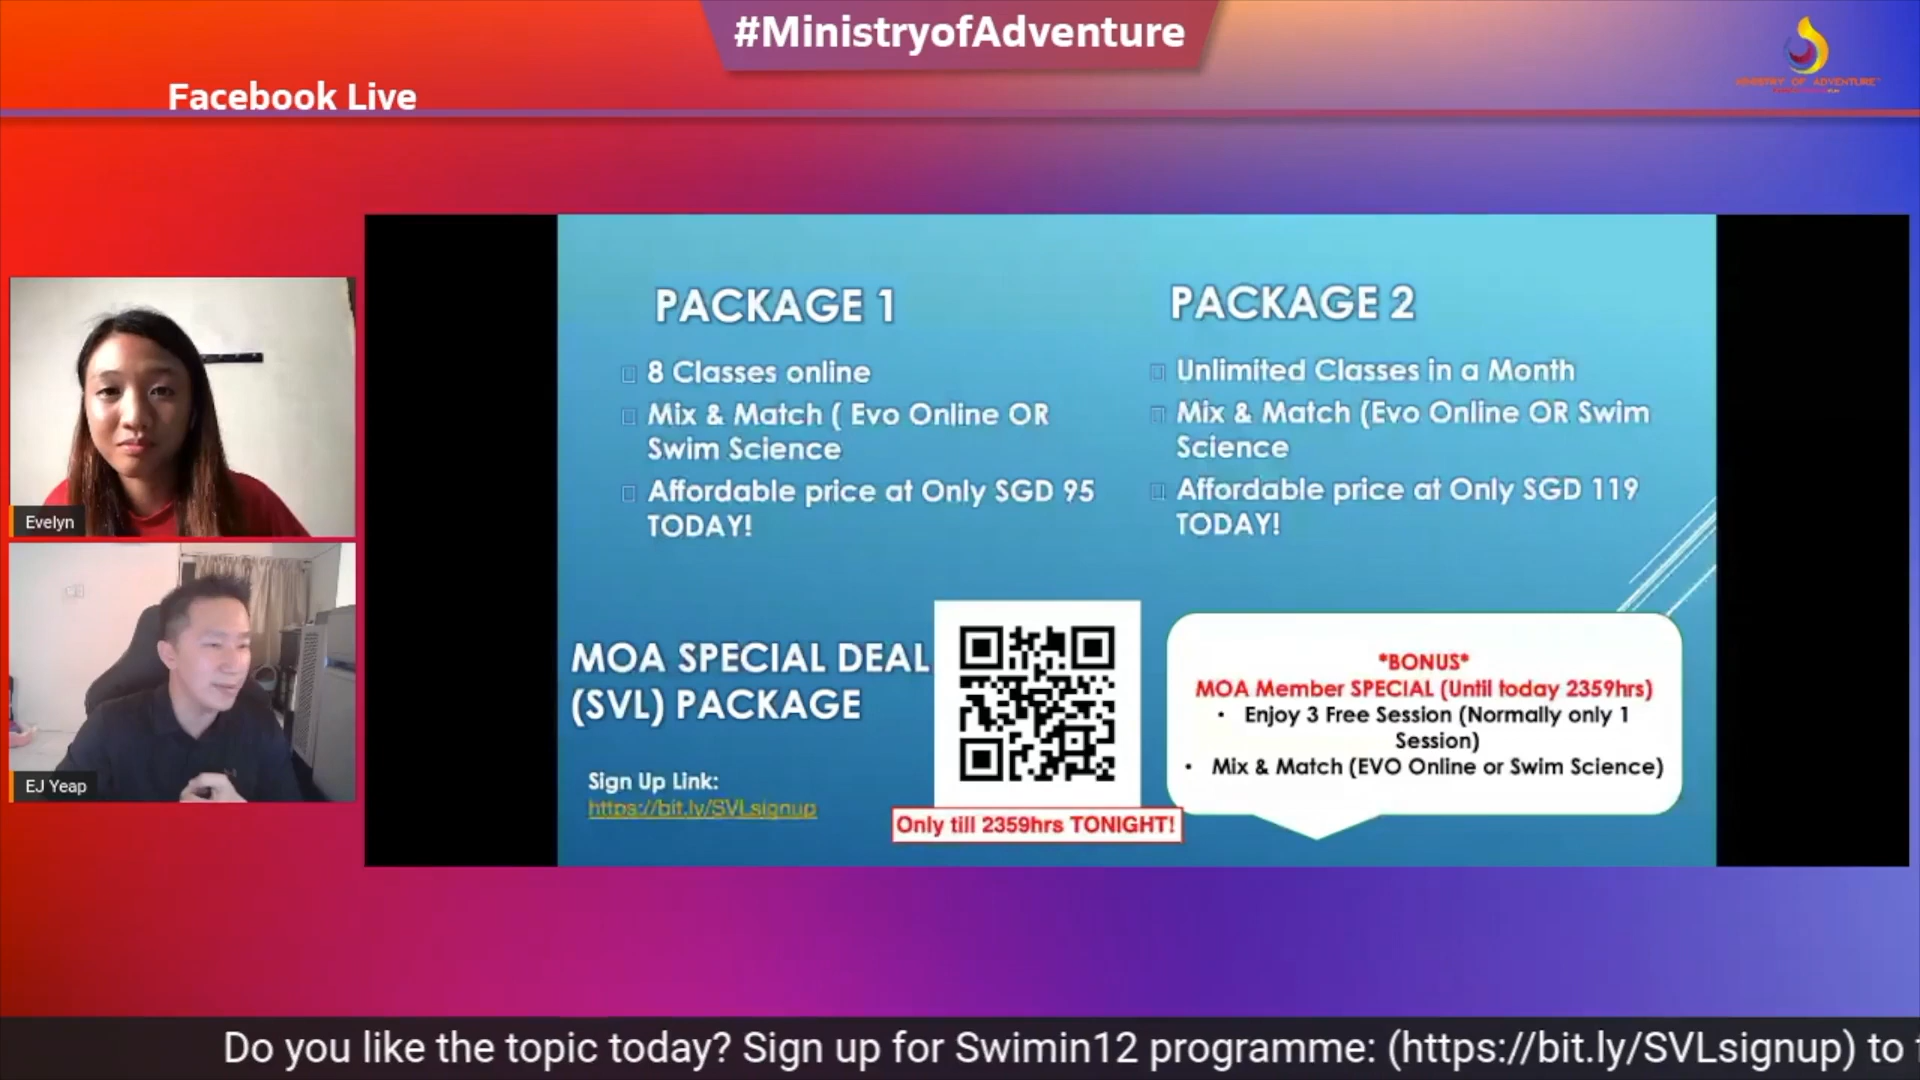 #MinistryofAdventure
Facebook Live
MINISTRY OF ADVENTURE
PACKAGE 1
8 Classes online
Mix & Match ( Evo Online OR
Swim Science
Affordable price at Only SGD 95
TODAY!
PACKAGE 2
Unlimited Classes in a Month
Mix & Match (Evo Online OR Swim
Science
Affordable price at Only SGD 119
TODAY!
Evelyn
EJ Yeap
MOA SPECIAL DEAL
(SVL) PACKAGE
Sign Up Link:
https://bit.ly/SVLsignup
Only till 2359hrs TONIGHT!
*BONUS*
MOA Member SPECIAL (Until today 2359hrs)
• Enjoy 3 Free Session (Normally only 1
Session)
• Mix & Match (EVO Online or Swim Science)
Do you like the topic today? Sign up for Swimin12 programme: (https://bit.ly/SVLsignup) to